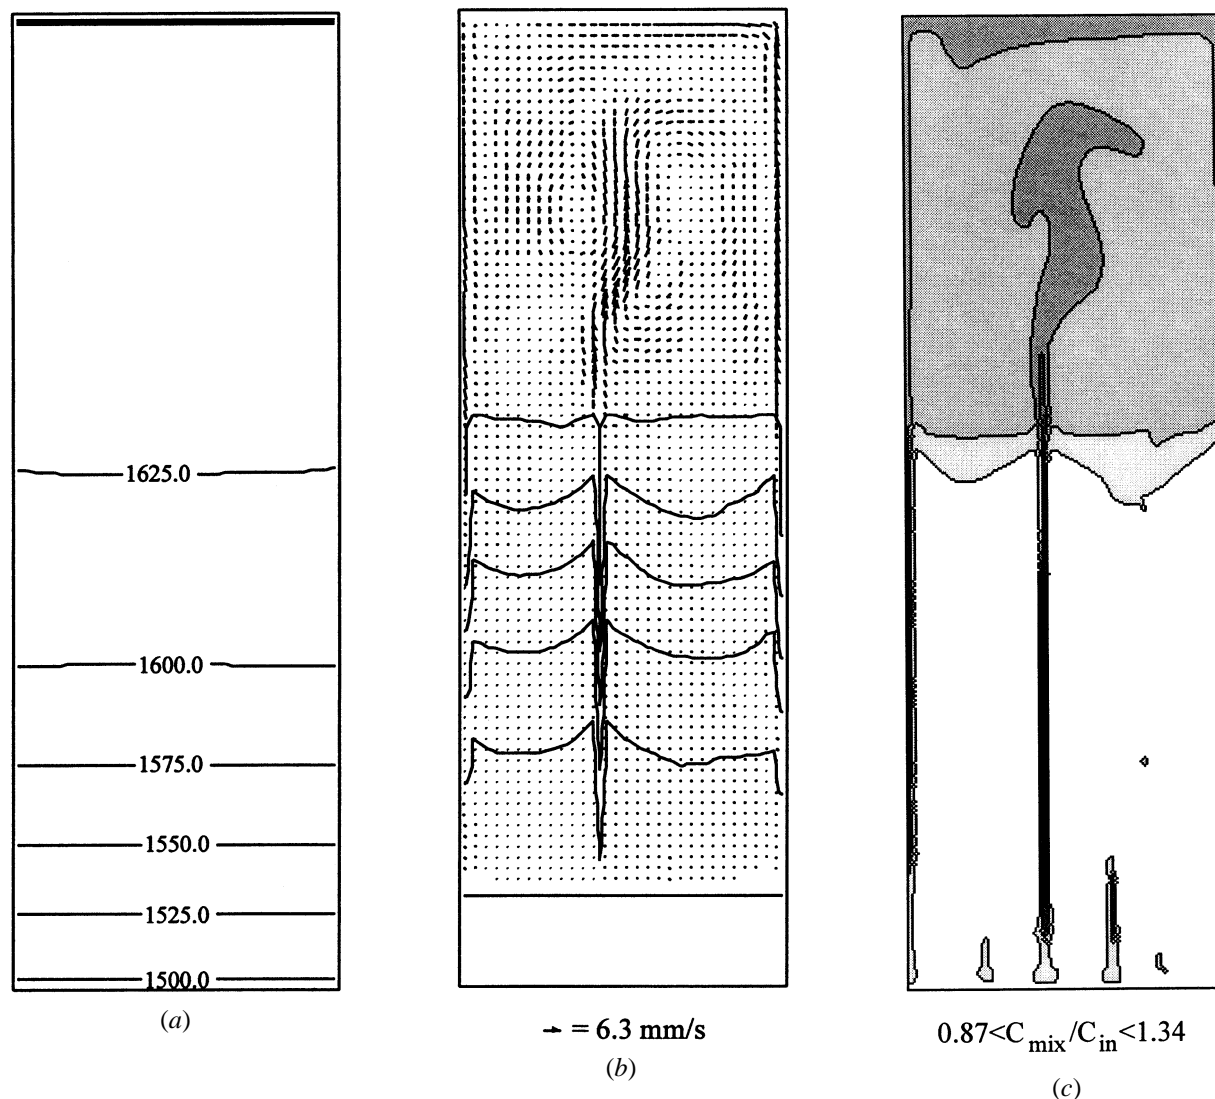 1625.0
1600.0
1575.0
1550.0
1525.0
1500.0
(a)
→ = 6.3 mm/s
(b)
0.87<C_mix/C_in<1.34
(c)